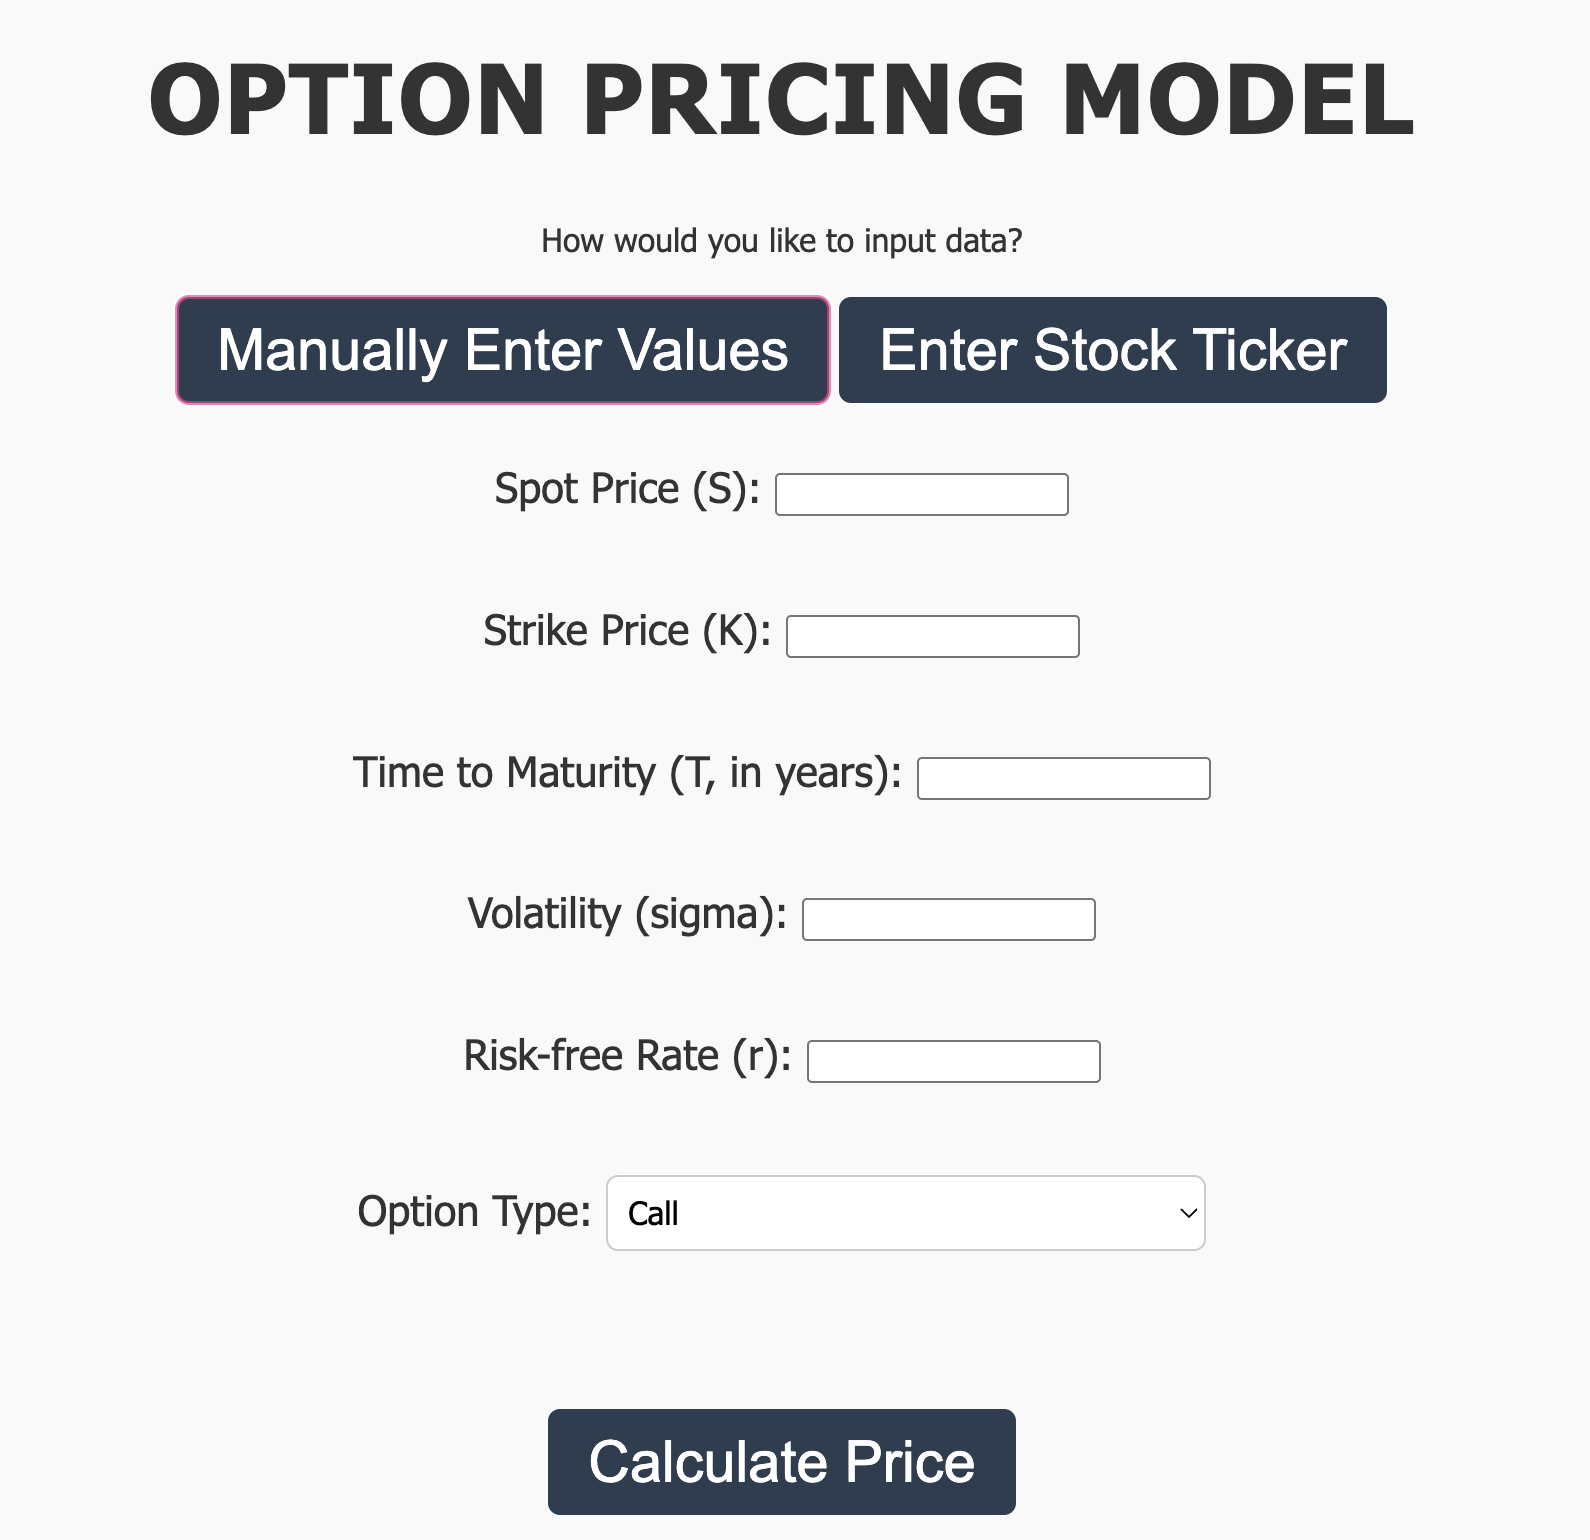 OPTION PRICING MODEL
How would you like to input data?
Manually Enter Values Enter Stock Ticker
Spot Price (S):
Strike Price (K):
Time to Maturity (T, in years):
Volatility (sigma):
Risk-free Rate (r):
Option Type: Call
Calculate Price